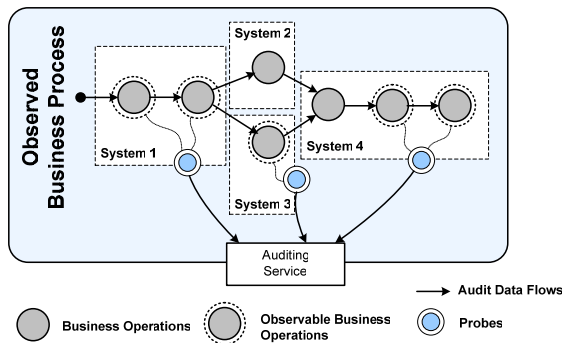 Observed
Business Process
System 1
System 2
System 3
System 4
Auditing
Service
Audit Data Flows
Business Operations
Observable Business
Operations
Probes